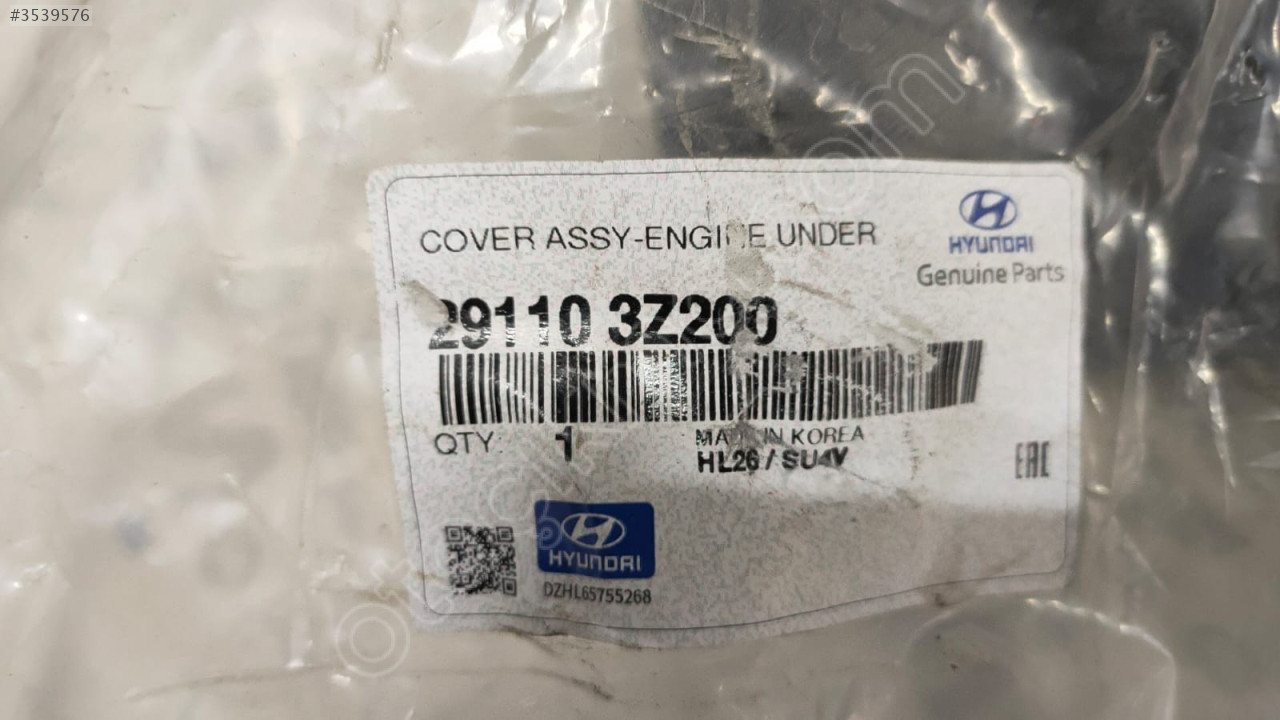 #3539576
COVER ASSY-ENGINE UNDER
HYUNDAI
Genuine Parts
29110 3Z200
QTY: 1
MADE IN KOREA
HL26 / SU4V
EAC
HYUNDAI
DZHL65755268